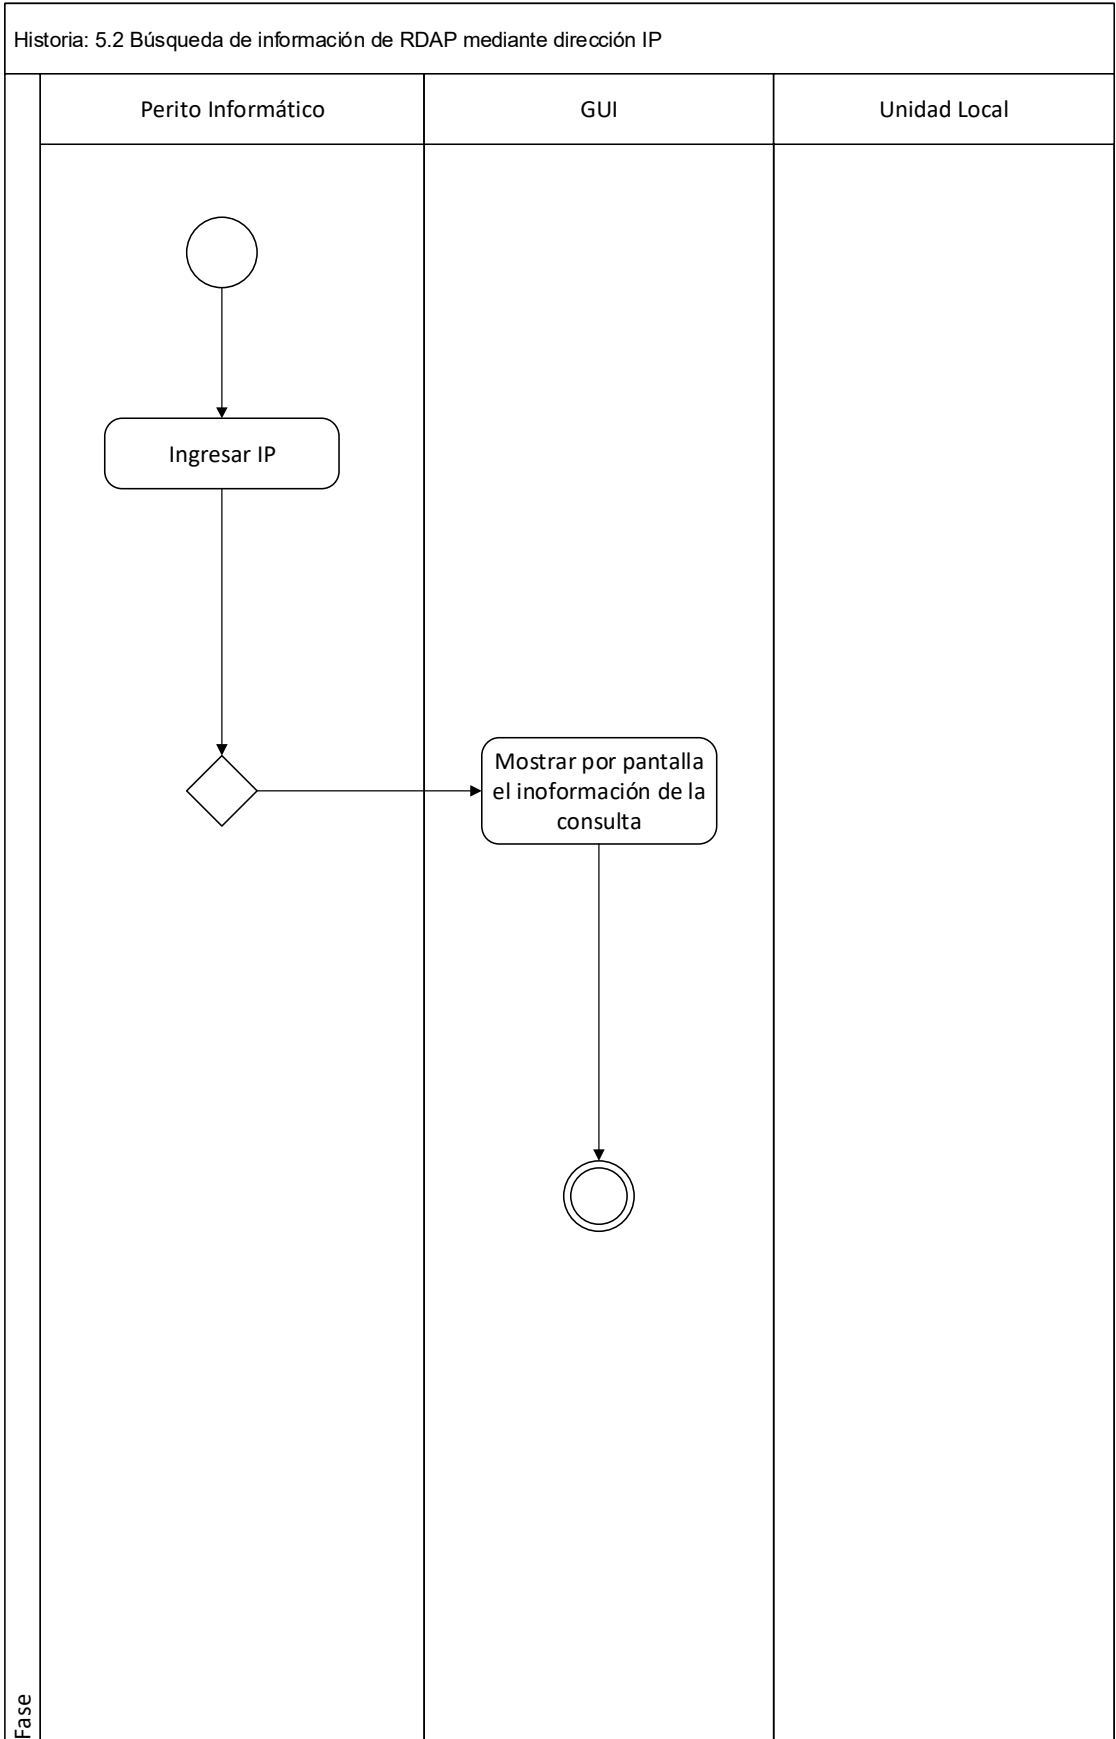 Historia: 5.2 Búsqueda de información de RDAP mediante dirección IP
Perito Informático
GUI
Unidad Local
Ingresar IP
Mostrar por pantalla
el inoformación de la
consulta
Fase